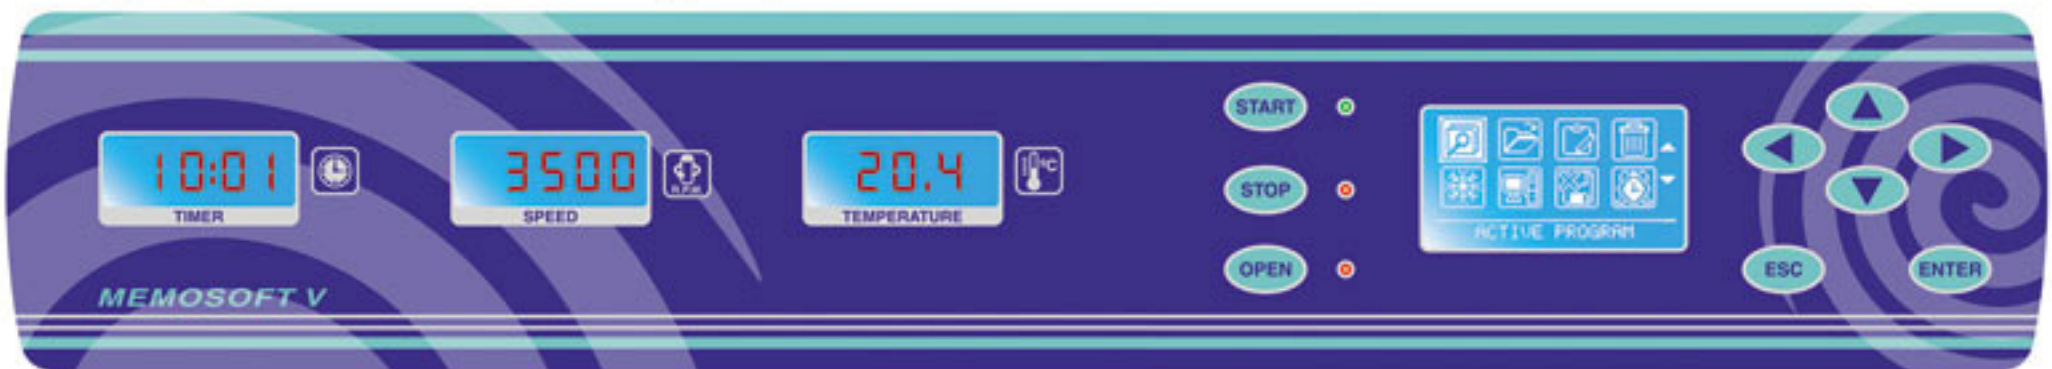 10:01
TIMER
3500
R.P.M.
SPEED
20.4
°C
TEMPERATURE
START
STOP
OPEN
ACTIVE PROGRAM
ESC
ENTER
MEMOSOFT V